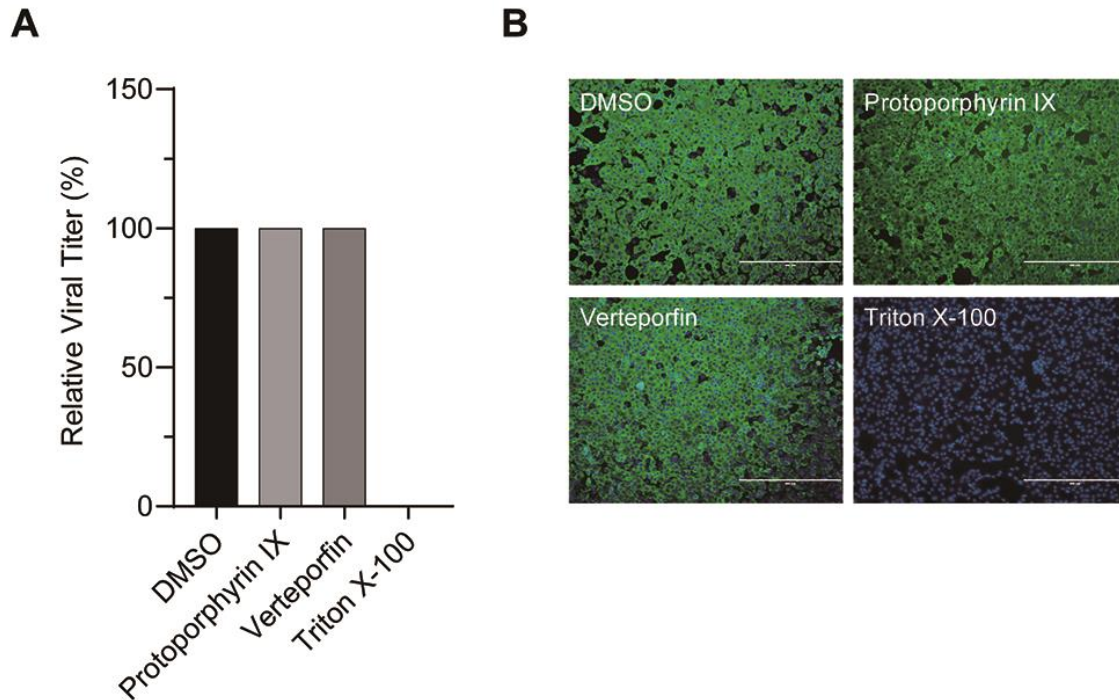 A
B
150
100
50
0
Relative Viral Titer (%)
DMSO
Protoporphyrin IX
Verteporfin
Triton X-100
DMSO
Protoporphyrin IX
Verteporfin
Triton X-100